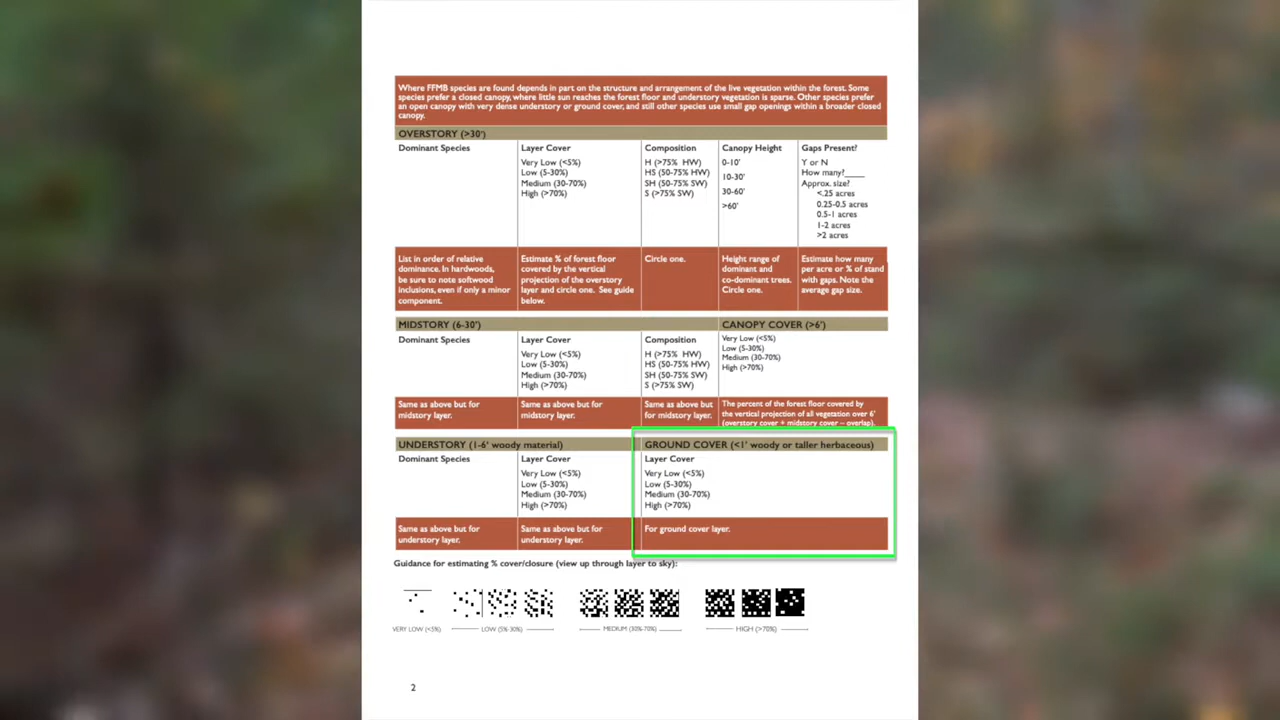 Where FFMB species are found depends in part on the structure and arrangement of the live vegetation within the forest. Some
species prefer a closed canopy, where little sun reaches the forest floor and understory vegetation is sparse. Other species prefer
an open canopy with very dense understory or ground cover, and still other species use small gap openings within a broader closed
canopy.
OVERSTORY (>30')
Dominant Species
Layer Cover
Very Low (<5%)
Low (5-30%)
Medium (30-70%)
High (>70%)
Composition
H (>75% HW)
HS (50-75% HW)
SH (50-75% SW)
S (>75% SW)
Canopy Height
0-10'
10-30'
30-60'
>60'
Gaps Present?
Y or N
How many?____
Approx. size?
<.25 acres
0.25-0.5 acres
0.5-1 acres
1-2 acres
>2 acres
List in order of relative
dominance. In hardwoods,
be sure to note softwood
inclusions, even if only a minor
component.
Estimate % of forest floor
covered by the vertical
projection of the overstory
layer and circle one. See guide
below.
Circle one.
Height range of
dominant and
co-dominant trees.
Circle one.
Estimate how many
per acre or % of stand
with gaps. Note the
average gap size.
MIDSTORY (6-30')
CANOPY COVER (>6')
Dominant Species
Layer Cover
Very Low (<5%)
Low (5-30%)
Medium (30-70%)
High (>70%)
Composition
H (>75% HW)
HS (50-75% HW)
SH (50-75% SW)
S (>75% SW)
Very Low (<5%)
Low (5-30%)
Medium (30-70%)
High (>70%)
Same as above but for
midstory layer.
Same as above but for
midstory layer.
Same as above but
for midstory layer.
The percent of the forest floor covered by
the vertical projection of all vegetation over 6'
(overstory cover + midstory cover – overlap).
UNDERSTORY (1-6' woody material)
GROUND COVER (<1' woody or taller herbaceous)
Dominant Species
Layer Cover
Very Low (<5%)
Low (5-30%)
Medium (30-70%)
High (>70%)
Layer Cover
Very Low (<5%)
Low (5-30%)
Medium (30-70%)
High (>70%)
Same as above but for
understory layer.
Same as above but for
understory layer.
For ground cover layer.
Guidance for estimating % cover/closure (view up through layer to sky):
VERY LOW (<5%)
LOW (5%-30%)
MEDIUM (30%-70%)
HIGH (>70%)
2